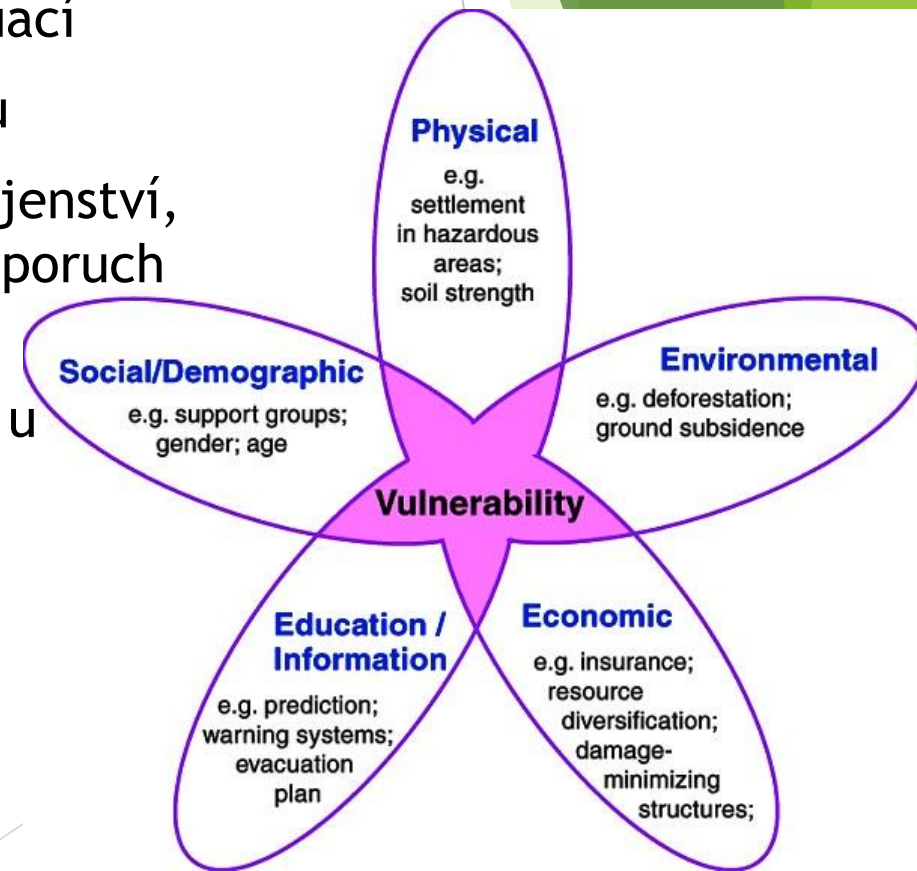 jenství,
poruch
u
Physical
e.g.
settlement
in hazardous
areas;
soil strength
Social/Demographic
e.g. support groups;
gender; age
Environmental
e.g. deforestation;
ground subsidence
Vulnerability
Education /
Information
e.g. prediction;
warning systems;
evacuation
plan
Economic
e.g. insurance;
resource
diversification;
damage-
minimizing
structures;